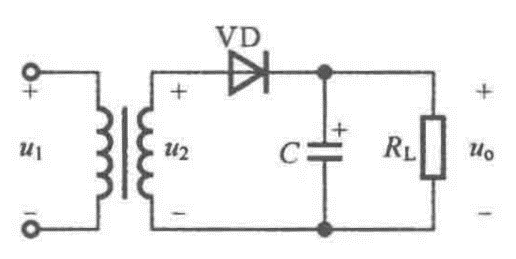 VD
+ + + +
u1 u2 C RL uo
− − −